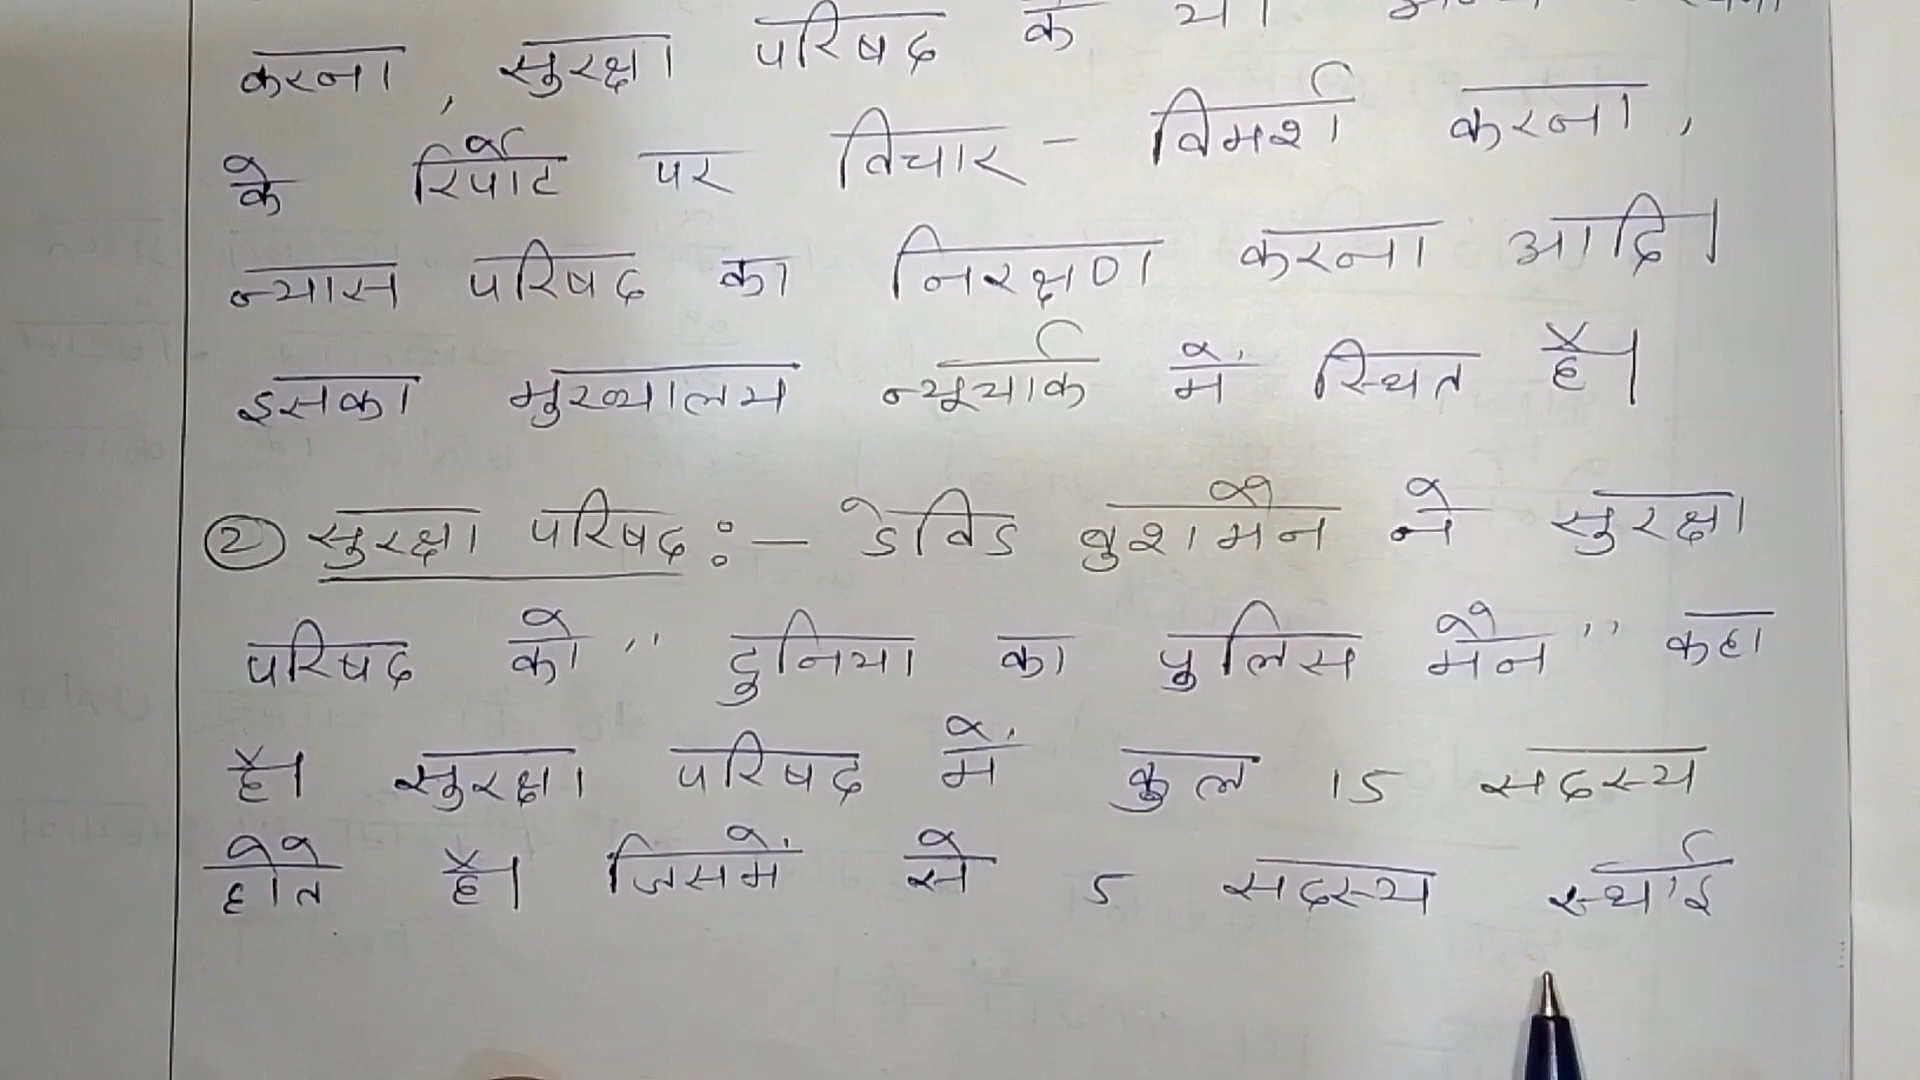 करना, सुरक्षा परिषद के
के रिपोर्ट पर विचार - विमर्श करना,
न्यास परिषद का निरक्षण करना आदि।
इसका मुख्यालय न्यूयार्क में स्थित है।
② सुरक्षा परिषद :- डेविड वुशमैन ने सुरक्षा
परिषद को " दुनिया का पुलिस मैन " कहा
है। सुरक्षा परिषद में कुल 15 सदस्य
होते है। जिसमें से 5 सदस्य स्थाई